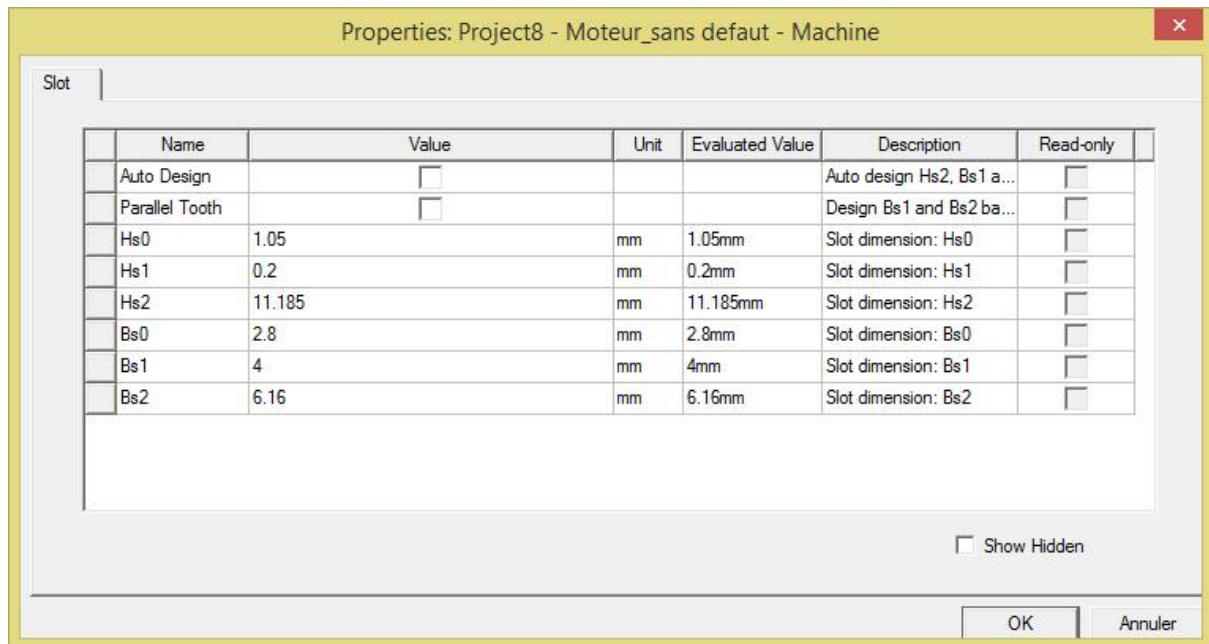 Properties: Project8 - Moteur_sans defaut - Machine
Slot
Name Value Unit Evaluated Value Description Read-only
Auto Design Auto design Hs2, Bs1 a...
Parallel Tooth Design Bs1 and Bs2 ba...
Hs0 1.05 mm 1.05mm Slot dimension: Hs0
Hs1 0.2 mm 0.2mm Slot dimension: Hs1
Hs2 11.185 mm 11.185mm Slot dimension: Hs2
Bs0 2.8 mm 2.8mm Slot dimension: Bs0
Bs1 4 mm 4mm Slot dimension: Bs1
Bs2 6.16 mm 6.16mm Slot dimension: Bs2
Show Hidden
OK Annuler